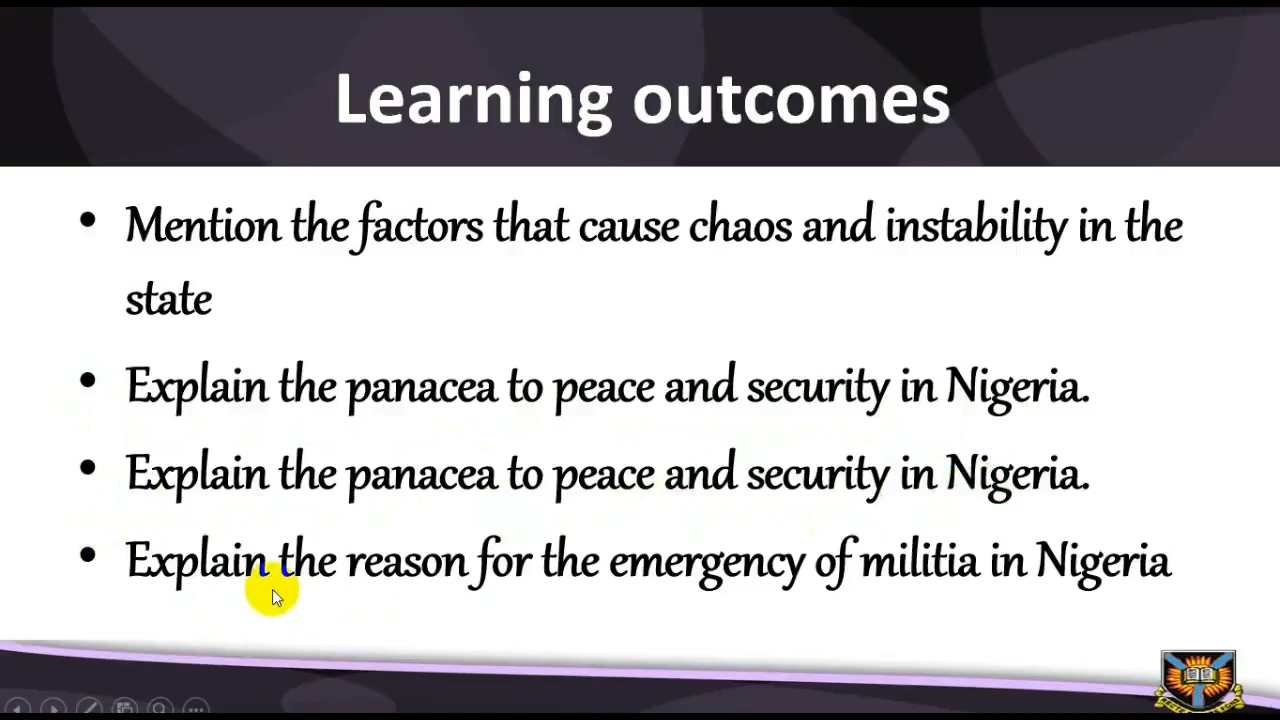 Learning outcomes
• Mention the factors that cause chaos and instability in the
state
• Explain the panacea to peace and security in Nigeria.
• Explain the panacea to peace and security in Nigeria.
• Explain the reason for the emergency of militia in Nigeria